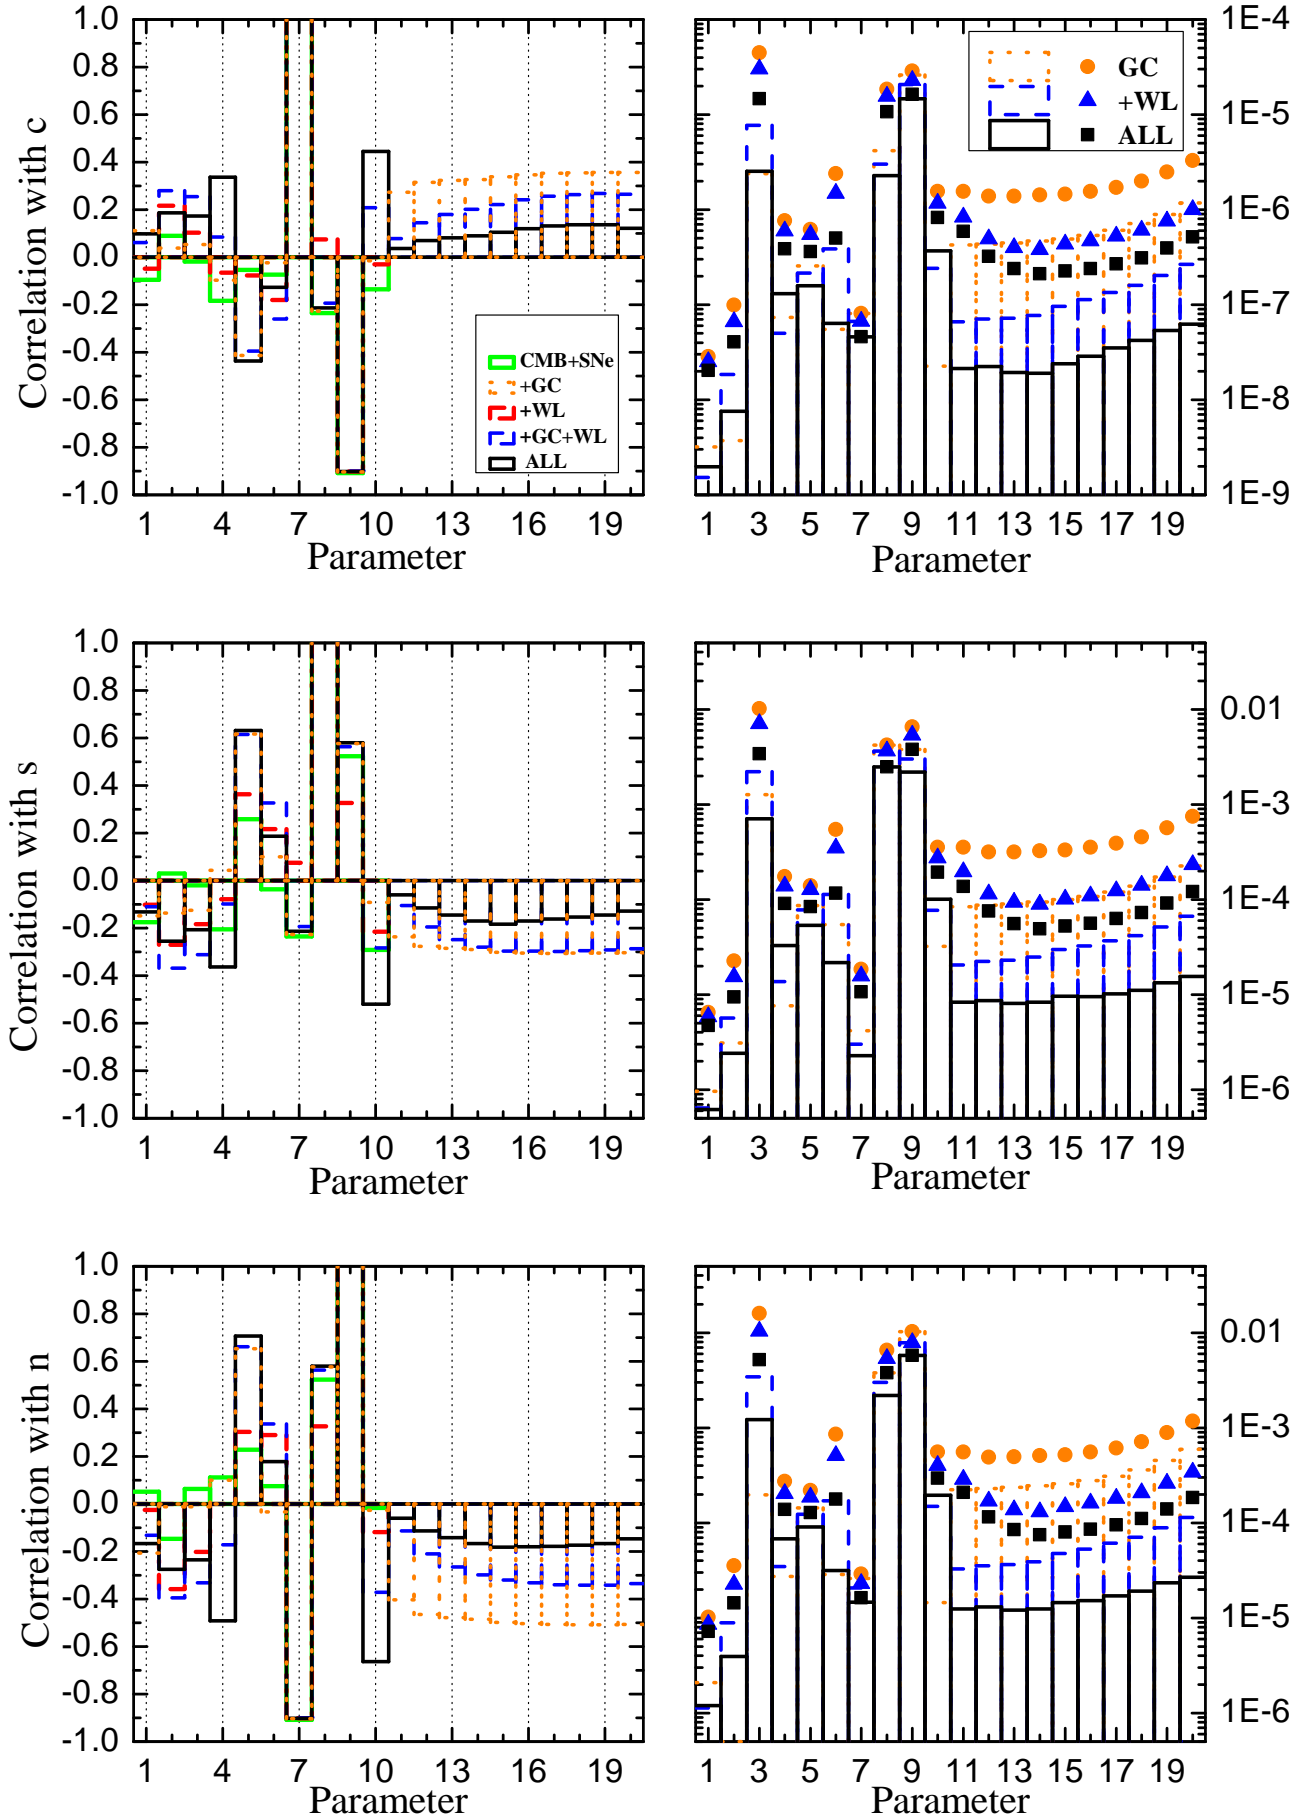 1.0
0.8
0.6
0.4
0.2
0.0
-0.2
-0.4
-0.6
-0.8
-1.0
Correlation with c
CMB+SNe
+GC
+WL
+GC+WL
ALL
1 4 7 10 13 16 19
Parameter
GC
+WL
ALL
1E-4
1E-5
1E-6
1E-7
1E-8
1E-9
1 3 5 7 9 11 13 15 17 19
Parameter
1.0
0.8
0.6
0.4
0.2
0.0
-0.2
-0.4
-0.6
-0.8
-1.0
Correlation with s
1 4 7 10 13 16 19
Parameter
0.01
1E-3
1E-4
1E-5
1E-6
1 3 5 7 9 11 13 15 17 19
Parameter
1.0
0.8
0.6
0.4
0.2
0.0
-0.2
-0.4
-0.6
-0.8
-1.0
Correlation with n
1 4 7 10 13 16 19
Parameter
0.01
1E-3
1E-4
1E-5
1E-6
1 3 5 7 9 11 13 15 17 19
Parameter